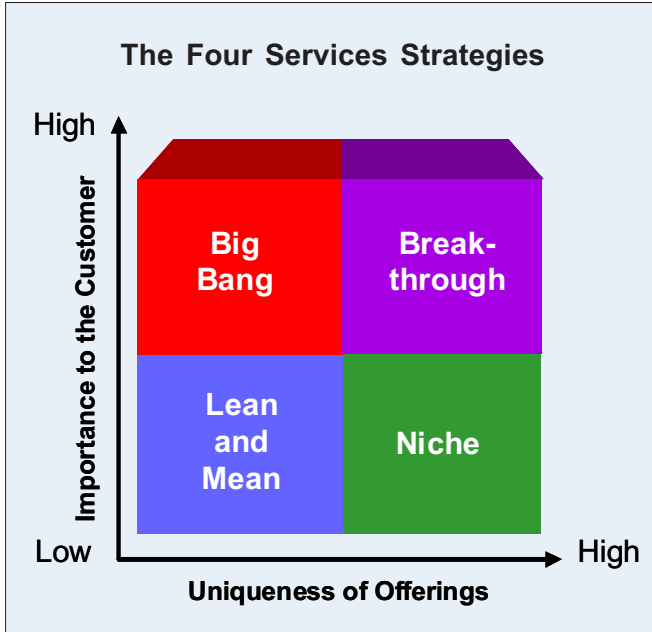 The Four Services Strategies
High
Importance to the Customer
Big
Bang
Break-
through
Lean
and
Mean
Niche
Low
High
Uniqueness of Offerings